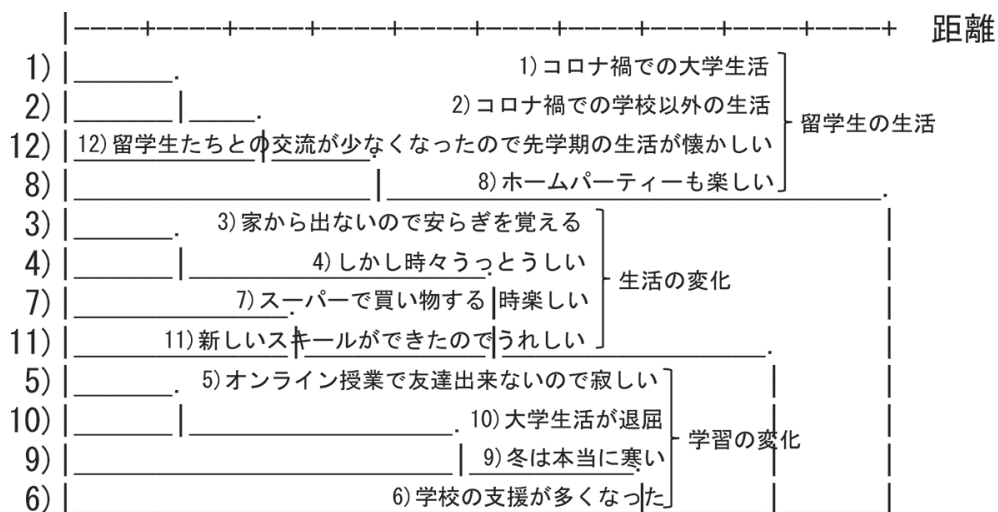 距離
1) 1)コロナ禍での大学生活
2) 2)コロナ禍での学校以外の生活
留学生の生活
12) 12)留学生たちとの交流が少なくなったので先学期の生活が懐かしい
8) 8)ホームパーティーも楽しい
3) 3)家から出ないので安らぎを覚える
4) 4)しかし時々うっとうしい
生活の変化
7) 7)スーパーで買い物する時楽しい
11) 11)新しいスキールができたのでうれしい
5) 5)オンライン授業で友達出来ないので寂しい
10) 10)大学生活が退屈
学習の変化
9) 9)冬は本当に寒い
6) 6)学校の支援が多くなった